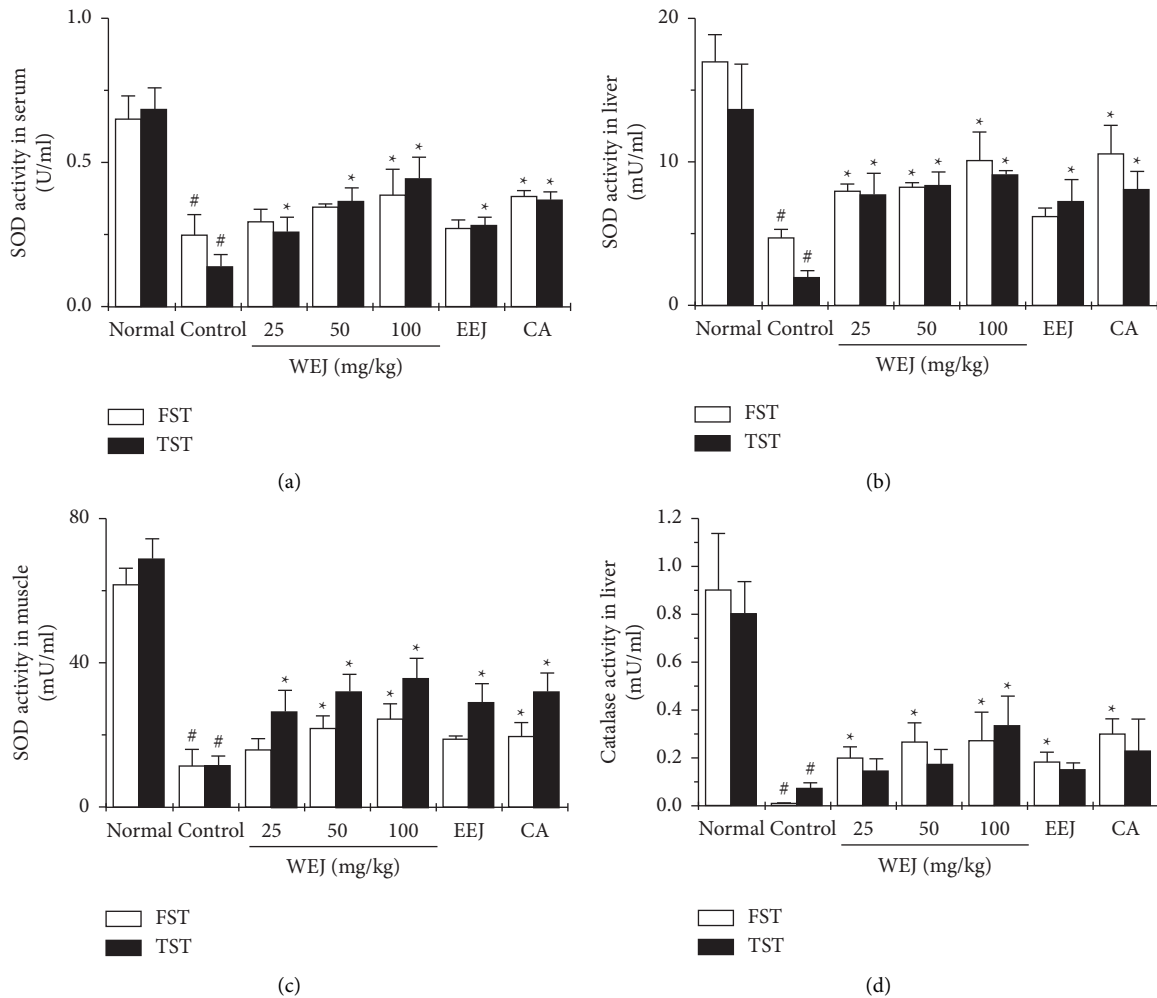 SOD activity in serum
(U/ml)
1.0
0.5
0.0
#
#
*
*
*
*
*
*
*
Normal Control 25 50 100 EEJ CA
WEJ (mg/kg)
FST
TST
(a)
SOD activity in liver
(mU/ml)
20
10
5
0
#
#
*
*
*
*
*
*
*
*
*
Normal Control 25 50 100 EEJ CA
WEJ (mg/kg)
FST
TST
(b)
SOD activity in muscle
(mU/ml)
80
40
0
#
#
*
*
*
*
*
*
*
*
Normal Control 25 50 100 EEJ CA
WEJ (mg/kg)
FST
TST
(c)
Catalase activity in liver
(mU/ml)
1.2
1.0
0.8
0.6
0.4
0.2
0.0
#
#
*
*
*
*
*
*
Normal Control 25 50 100 EEJ CA
WEJ (mg/kg)
FST
TST
(d)